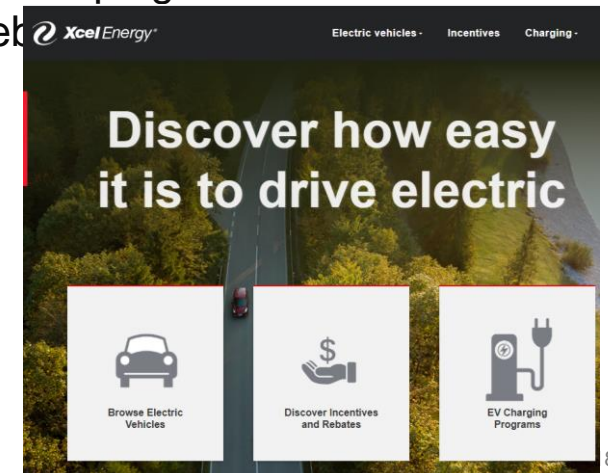 Xcel Energy®
Electric vehicles -
Incentives
Charging -
Discover how easy
it is to drive electric
$
Browse Electric
Vehicles
Discover Incentives
and Rebates
EV Charging
Programs